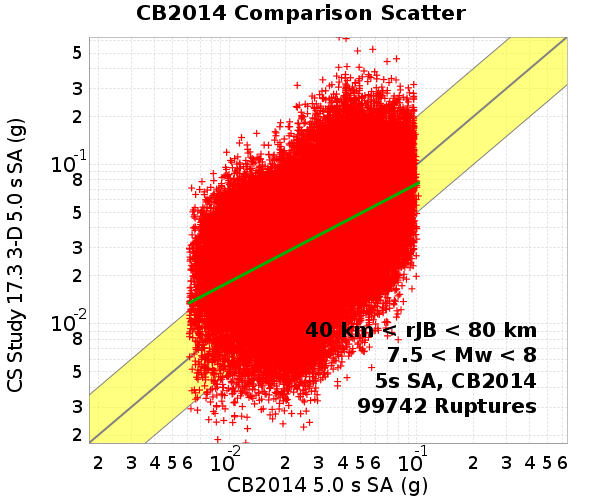 CB2014 Comparison Scatter
CS Study 17.3 3-D 5.0 s SA (g)
5
3
2
10-1
8
5
3
2
10-2
8
5
3
2
40 km < rJB < 80 km
7.5 < Mw < 8
5s SA, CB2014
99742 Ruptures
2 3 4 5 6 10-2 2 3 4 5 6 10-1 2 3 4 5 6
CB2014 5.0 s SA (g)